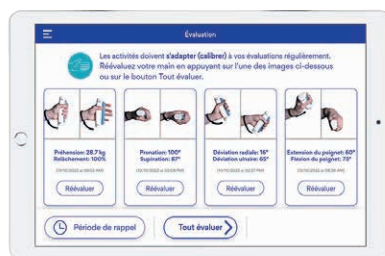 Évaluation
Les activités doivent s'adapter (calibrer) à vos évaluations régulièrement.
Réévaluez votre main en appuyant sur l'une des images ci-dessous
ou sur le bouton Tout évaluer.
Préhension: 28.7 kg
Relâchement: 100%
Réévaluer
Pronation: 100°
Supination: 87°
Réévaluer
Déviation radiale: 16°
Déviation ulnaire: 65°
Réévaluer
Extension du poignet: 60°
Flexion du poignet: 73°
Réévaluer
Période de rappel
Tout évaluer